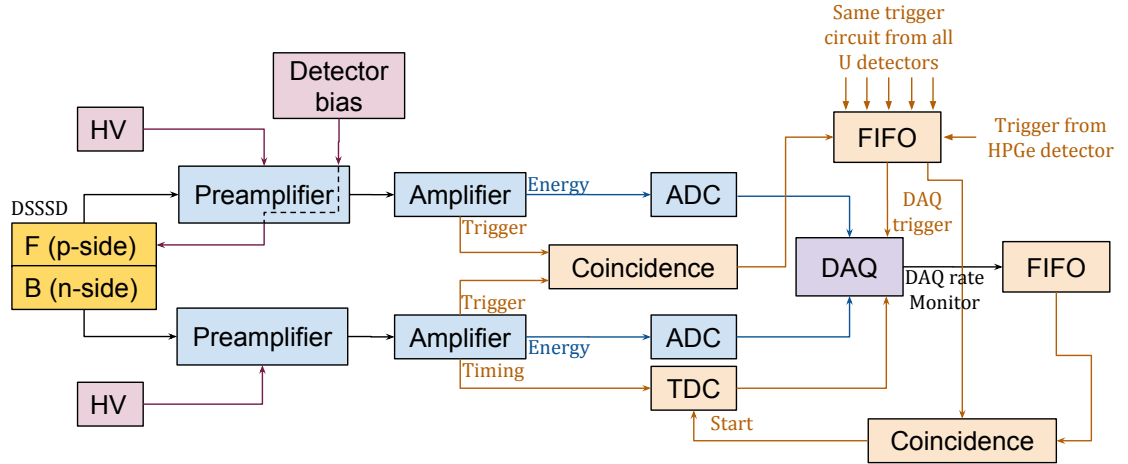 Same trigger
circuit from all
U detectors
Detector
bias
HV
FIFO
Trigger from
HPGe detector
Preamplifier
Amplifier
Energy
ADC
DSSSD
Trigger
DAQ
trigger
F (p-side)
B (n-side)
Coincidence
DAQ
FIFO
DAQ rate
Monitor
Trigger
Preamplifier
Amplifier
Energy
ADC
Timing
TDC
HV
Start
Coincidence